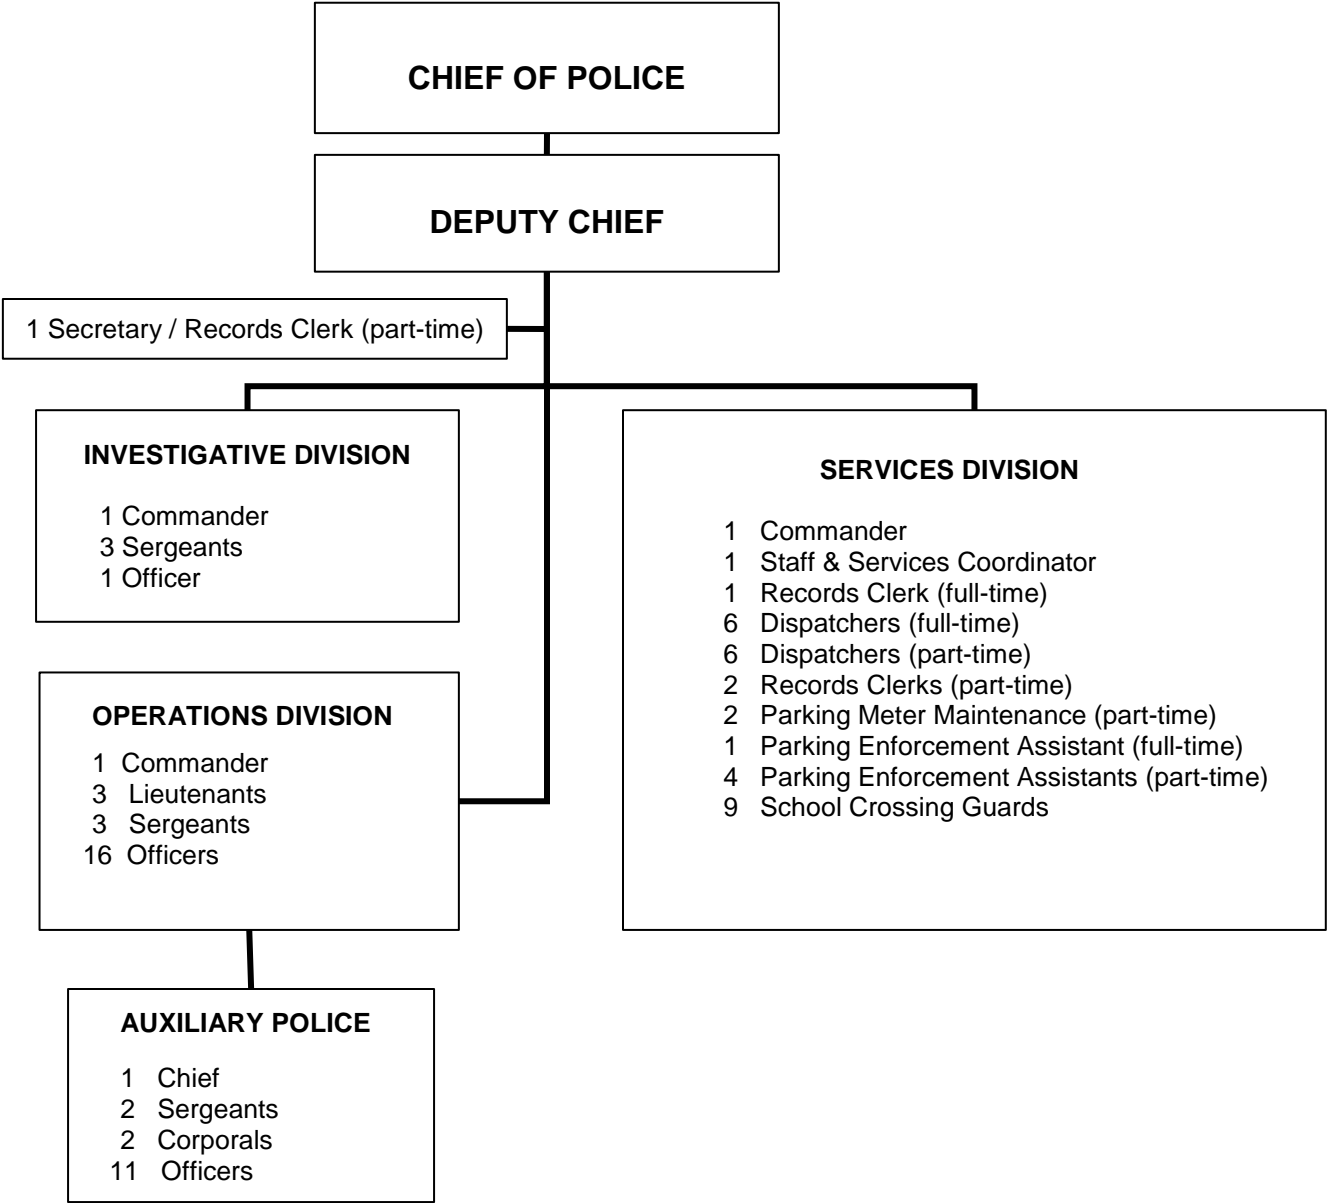 CHIEF OF POLICE
DEPUTY CHIEF
1 Secretary / Records Clerk (part-time)
INVESTIGATIVE DIVISION
1 Commander
3 Sergeants
1 Officer
SERVICES DIVISION
1 Commander
1 Staff & Services Coordinator
1 Records Clerk (full-time)
6 Dispatchers (full-time)
6 Dispatchers (part-time)
2 Records Clerks (part-time)
2 Parking Meter Maintenance (part-time)
1 Parking Enforcement Assistant (full-time)
4 Parking Enforcement Assistants (part-time)
9 School Crossing Guards
OPERATIONS DIVISION
1 Commander
3 Lieutenants
3 Sergeants
16 Officers
AUXILIARY POLICE
1 Chief
2 Sergeants
2 Corporals
11 Officers